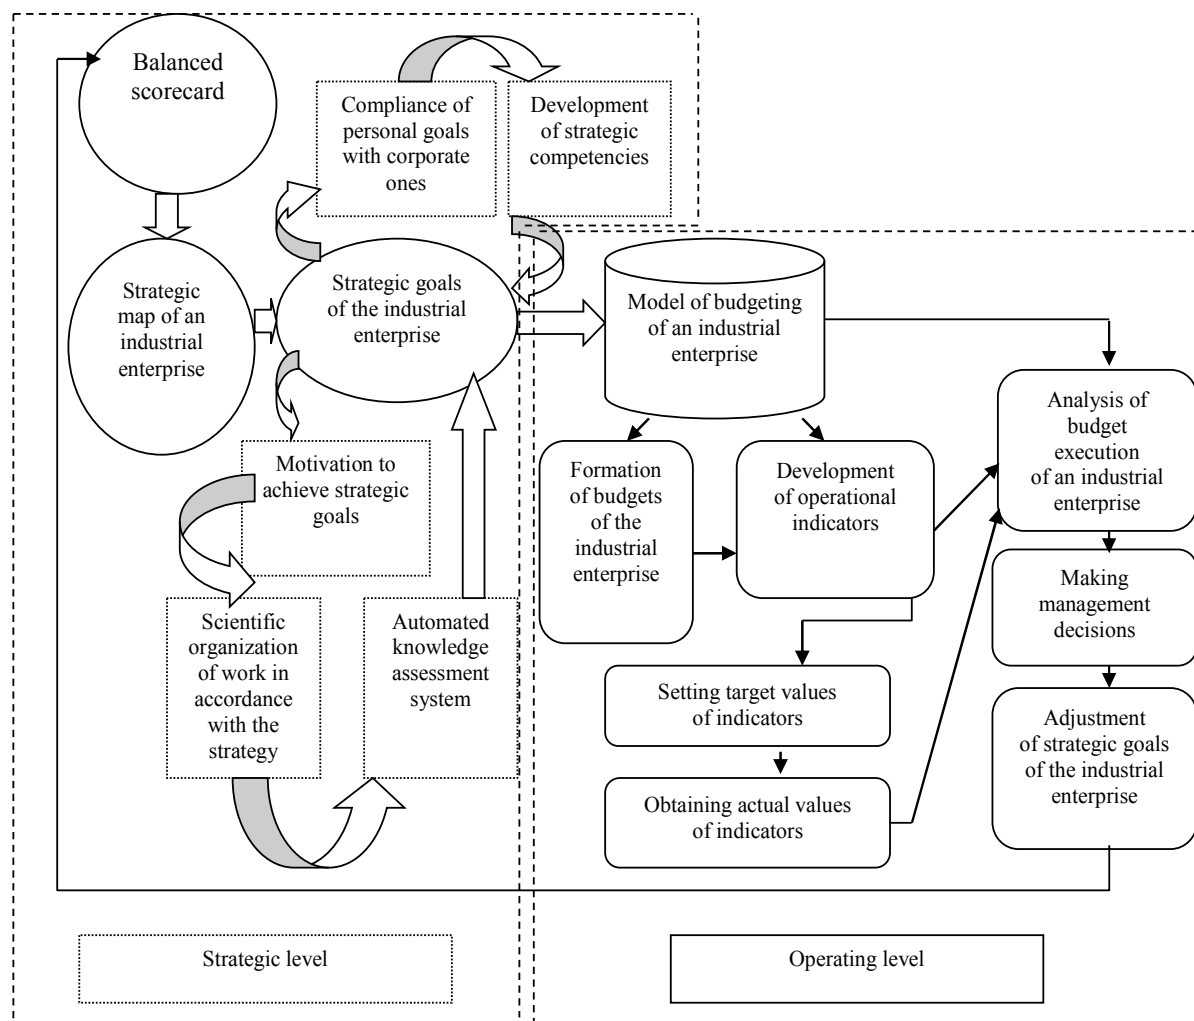 Balanced
scorecard
Compliance of
personal goals
with corporate
ones
Development
of strategic
competencies
Strategic
map of an
industrial
enterprise
Strategic goals
of the industrial
enterprise
Model of budgeting
of an industrial
enterprise
Analysis of
budget
execution
of an industrial
enterprise
Motivation to
achieve strategic
goals
Formation
of budgets
of the
industrial
enterprise
Development
of operational
indicators
Making
management
decisions
Scientific
organization
of work in
accordance
with the
strategy
Automated
knowledge
assessment
system
Setting target values
of indicators
Adjustment
of strategic goals
of the industrial
enterprise
Obtaining actual values
of indicators
Strategic level
Operating level